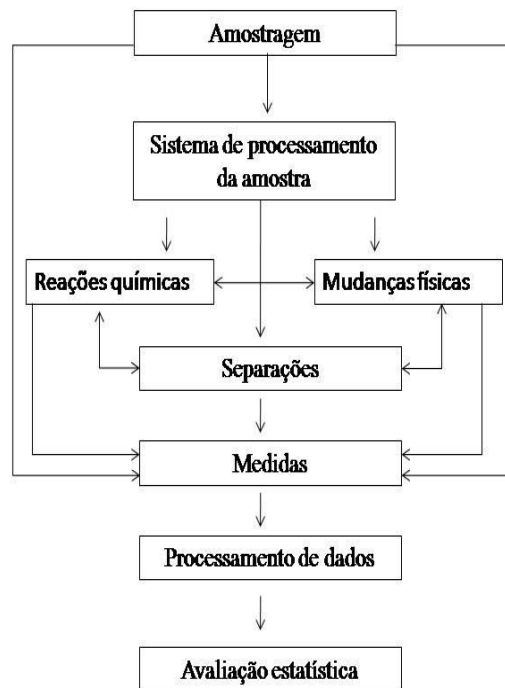 Amostragem
Sistema de processamento
da amostra
Reações químicas
Mudanças físicas
Separações
Medidas
Processamento de dados
Avaliação estatística